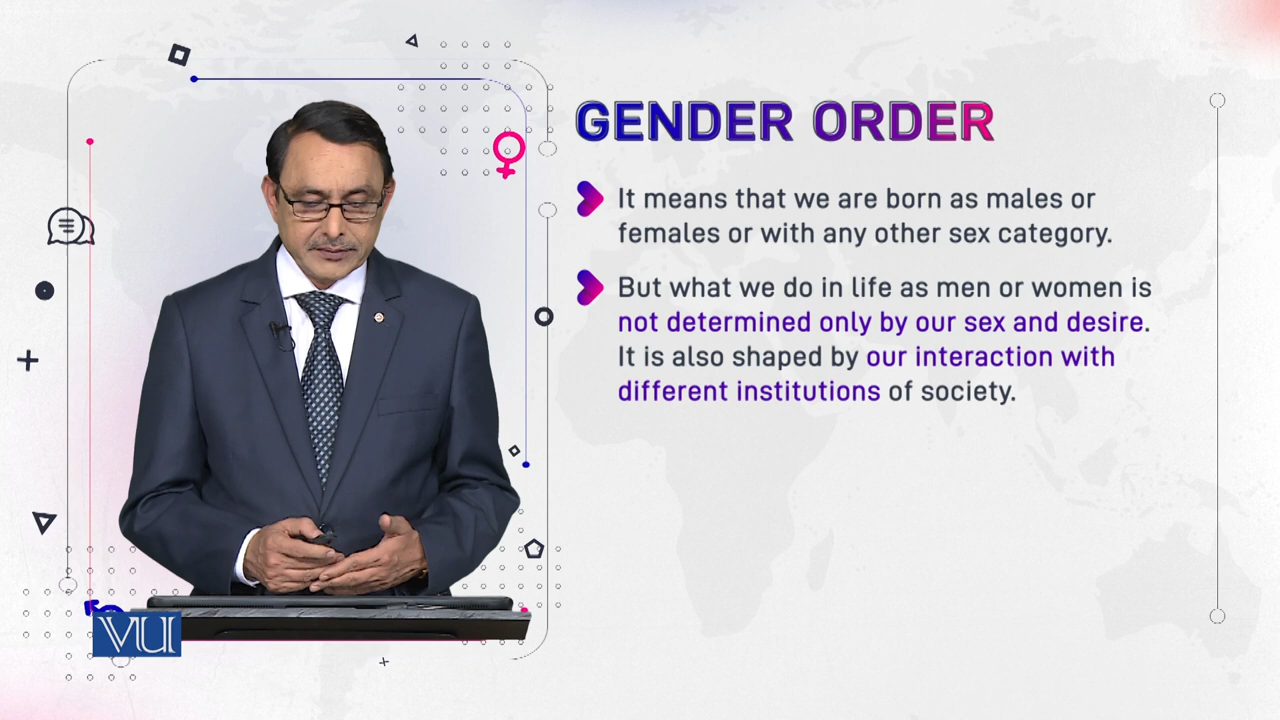 GENDER ORDER
It means that we are born as males or
females or with any other sex category.
But what we do in life as men or women is
not determined only by our sex and desire.
It is also shaped by our interaction with
different institutions of society.
VU